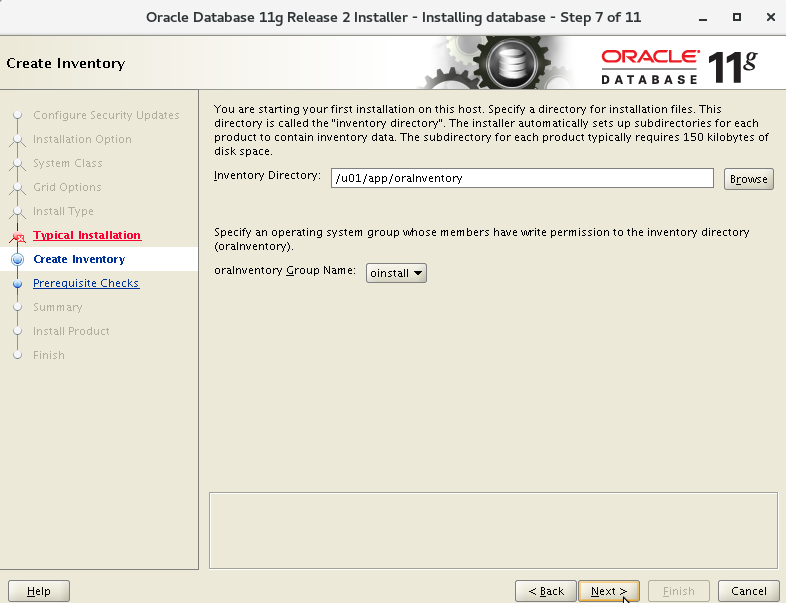 Oracle Database 11g Release 2 Installer - Installing database - Step 7 of 11
Create Inventory
ORACLE
DATABASE 11g
Configure Security Updates
Installation Option
System Class
Grid Options
Install Type
Typical Installation
Create Inventory
Prerequisite Checks
Summary
Install Product
Finish
You are starting your first installation on this host. Specify a directory for installation files. This
directory is called the "inventory directory". The installer automatically sets up subdirectories for each
product to contain inventory data. The subdirectory for each product typically requires 150 kilobytes of
disk space.
Inventory Directory: /u01/app/oraInventory Browse
Specify an operating system group whose members have write permission to the inventory directory
(oraInventory).
oraInventory Group Name: oinstall
Help < Back Next > Finish Cancel